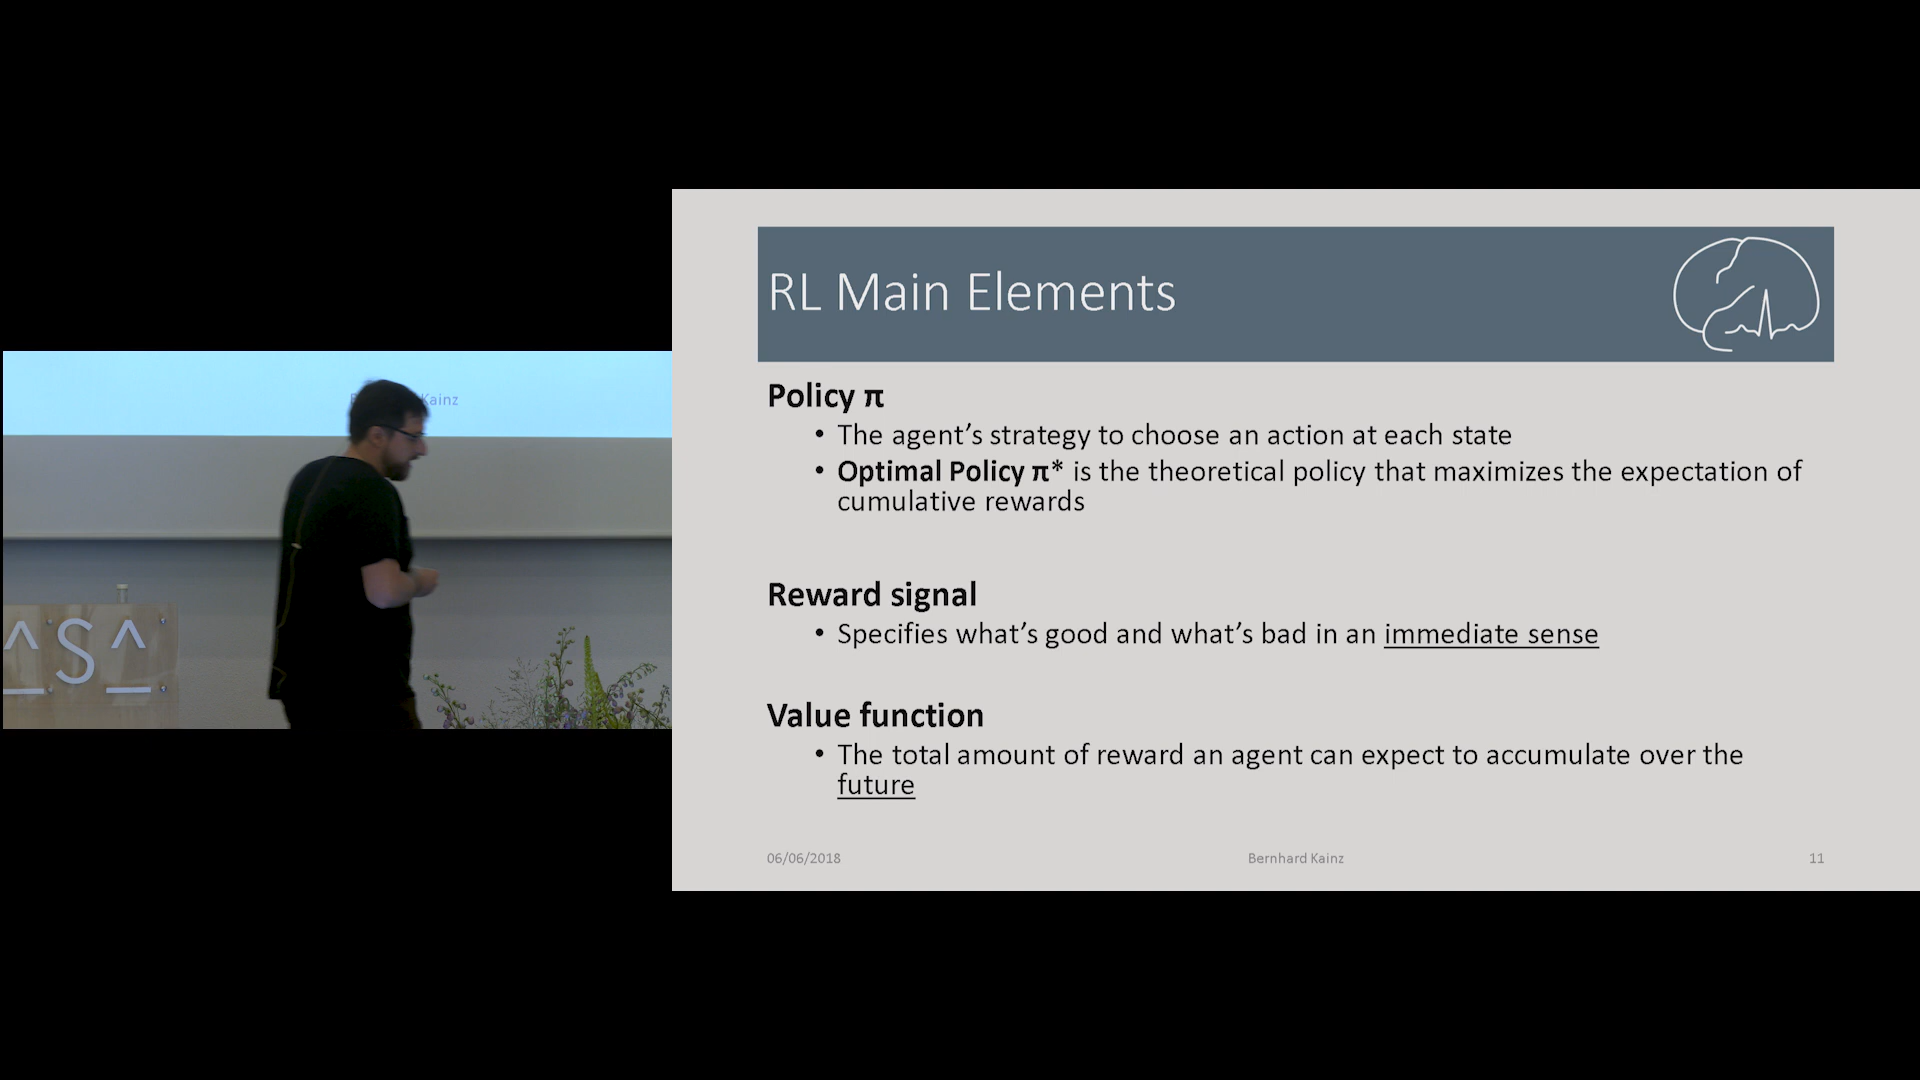 Kainz
ASA
RL Main Elements
Policy π
• The agent’s strategy to choose an action at each state
• Optimal Policy π* is the theoretical policy that maximizes the expectation of
cumulative rewards
Reward signal
• Specifies what’s good and what’s bad in an immediate sense
Value function
• The total amount of reward an agent can expect to accumulate over the
future
06/06/2018
Bernhard Kainz
11